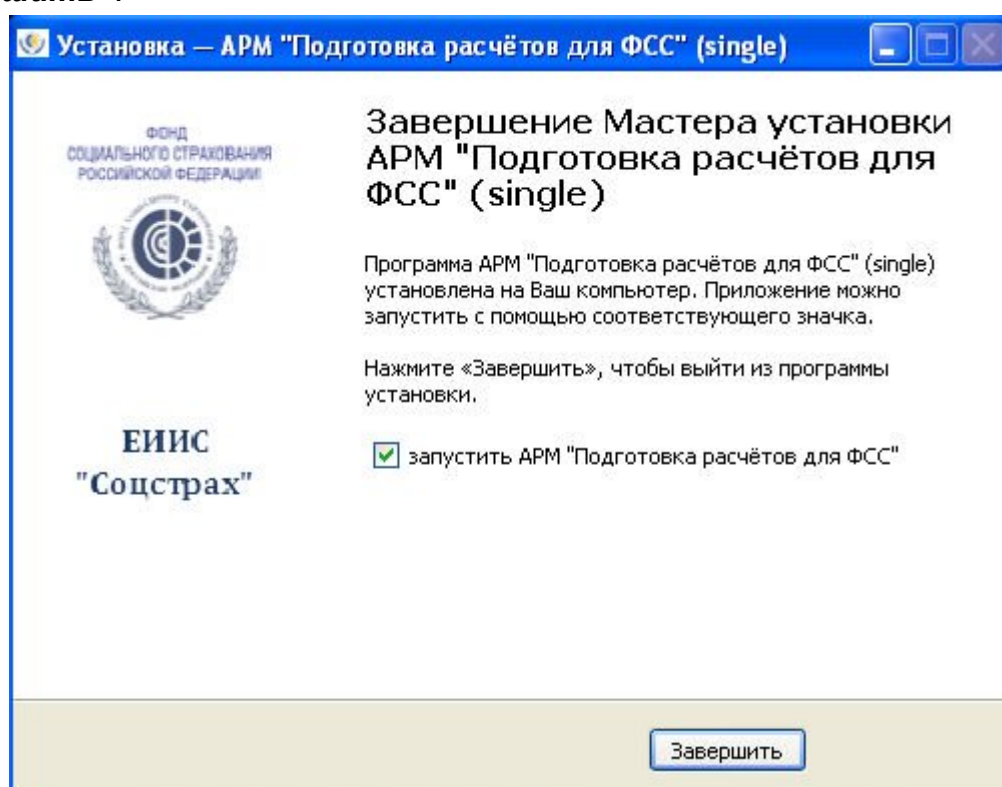 Установка — АРМ "Подготовка расчётов для ФСС" (single)
ФОНД
СОЦИАЛЬНОГО СТРАХОВАНИЯ
РОССИЙСКОЙ ФЕДЕРАЦИИ
ЕИИС
"Соцстрах"
Завершение Мастера установки
АРМ "Подготовка расчётов для
ФСС" (single)
Программа АРМ "Подготовка расчётов для ФСС" (single)
установлена на Ваш компьютер. Приложение можно
запустить с помощью соответствующего значка.
Нажмите «Завершить», чтобы выйти из программы
установки.
запустить АРМ "Подготовка расчётов для ФСС"
Завершить